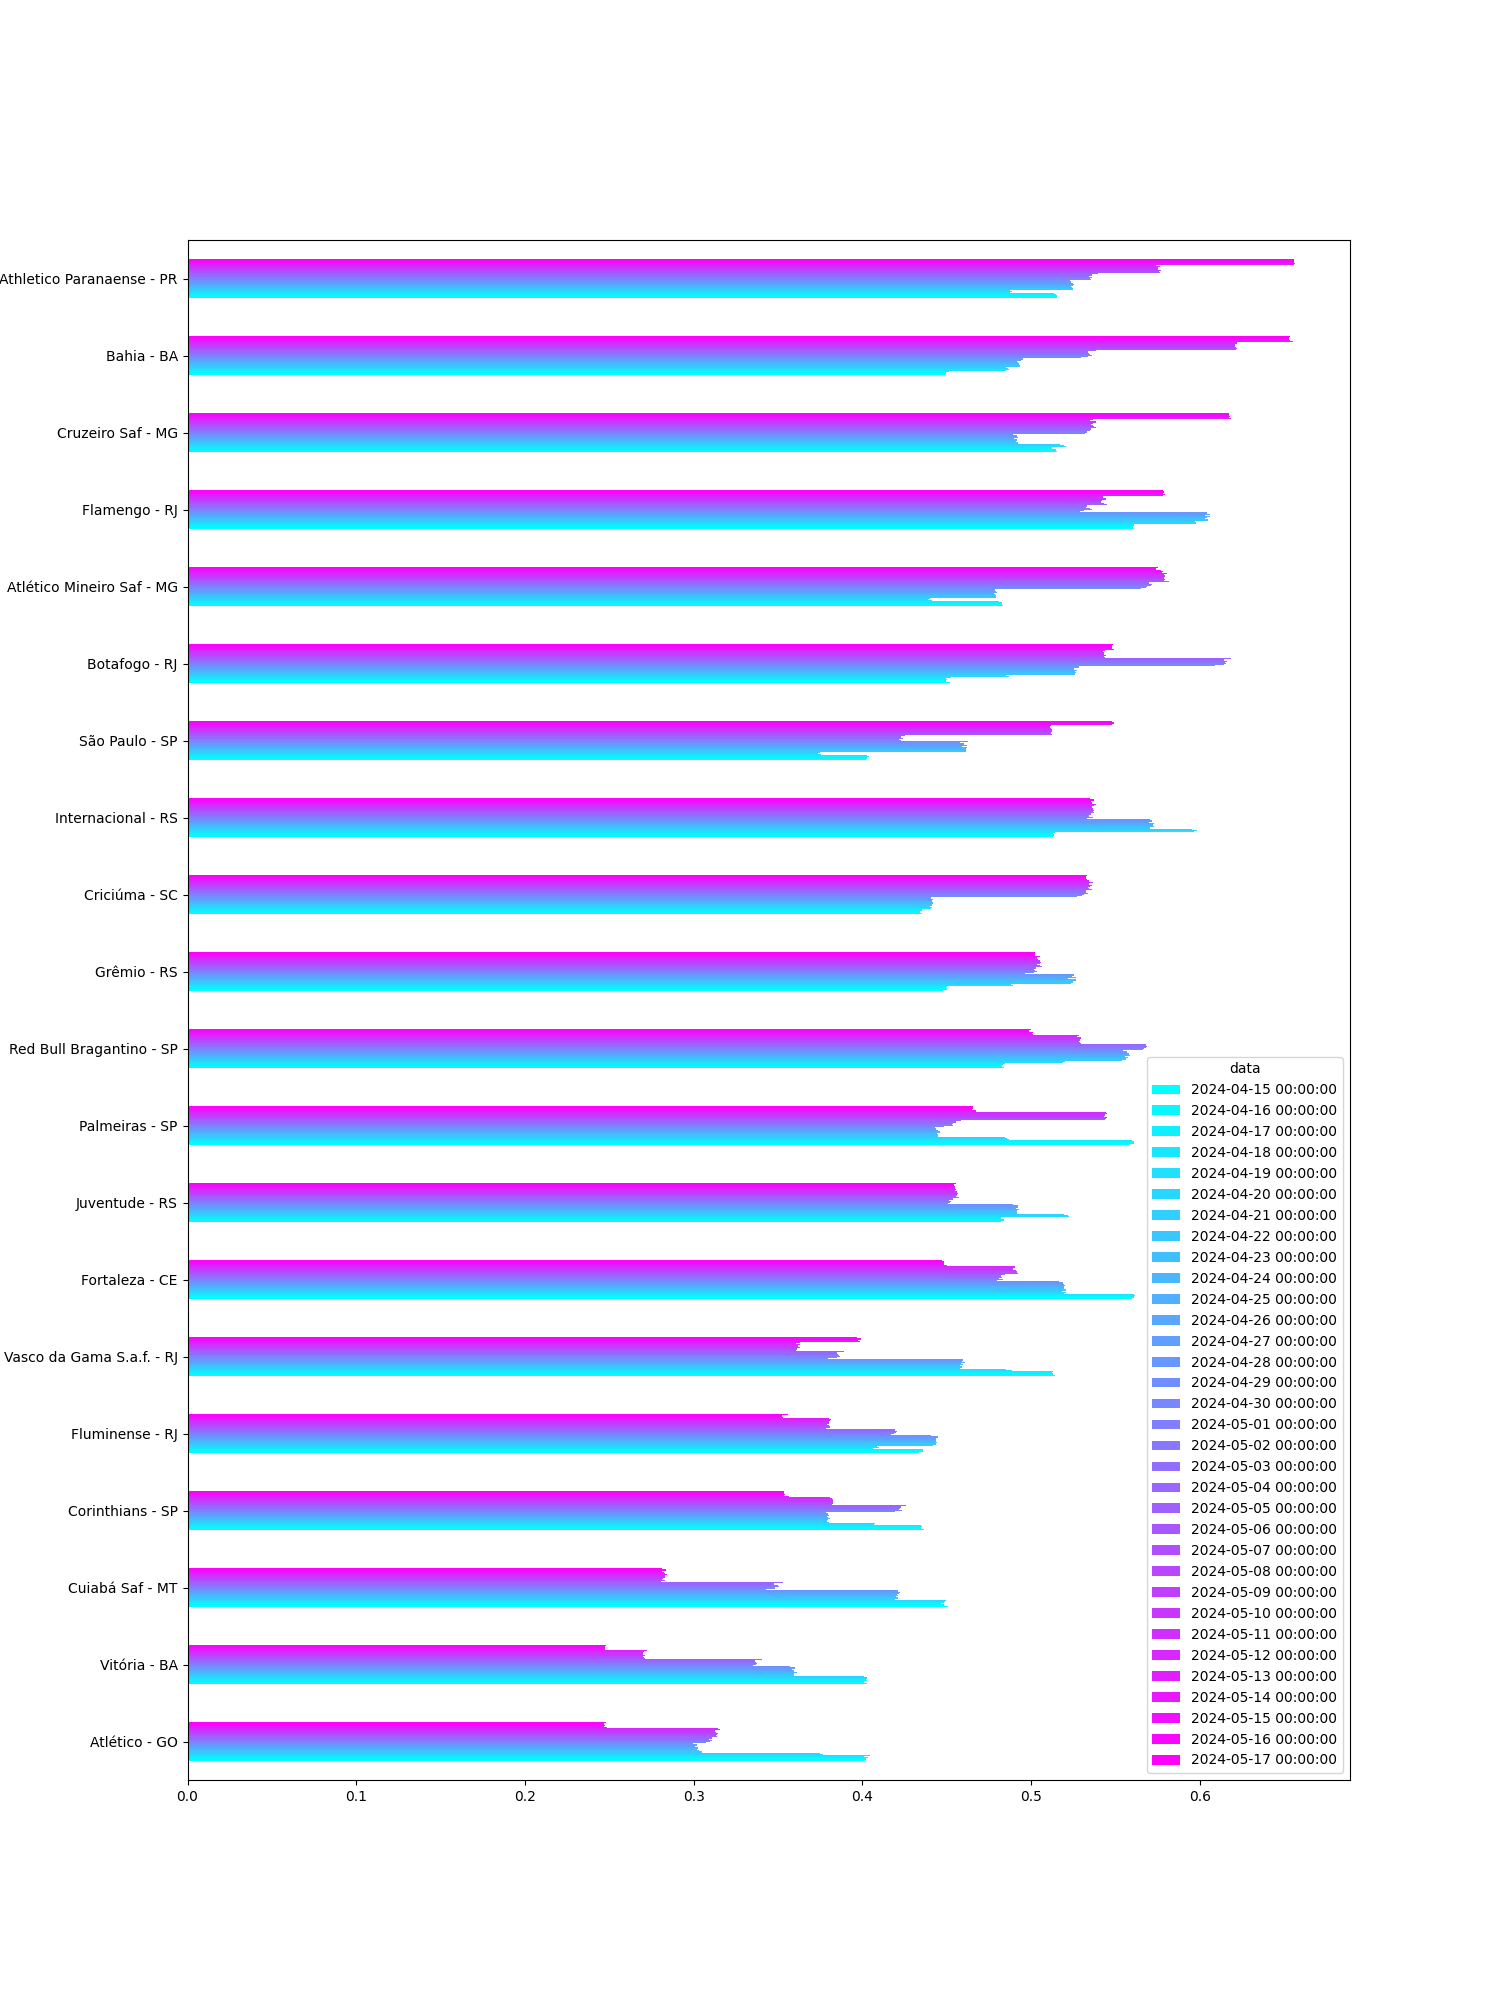 Athletico Paranaense - PR
Bahia - BA
Cruzeiro Saf - MG
Flamengo - RJ
Atlético Mineiro Saf - MG
Botafogo - RJ
São Paulo - SP
Internacional - RS
Criciúma - SC
Grêmio - RS
Red Bull Bragantino - SP
Palmeiras - SP
Juventude - RS
Fortaleza - CE
Vasco da Gama S.a.f. - RJ
Fluminense - RJ
Corinthians - SP
Cuiabá Saf - MT
Vitória - BA
Atlético - GO
0.0 0.1 0.2 0.3 0.4 0.5 0.6
data
2024-04-15 00:00:00
2024-04-16 00:00:00
2024-04-17 00:00:00
2024-04-18 00:00:00
2024-04-19 00:00:00
2024-04-20 00:00:00
2024-04-21 00:00:00
2024-04-22 00:00:00
2024-04-23 00:00:00
2024-04-24 00:00:00
2024-04-25 00:00:00
2024-04-26 00:00:00
2024-04-27 00:00:00
2024-04-28 00:00:00
2024-04-29 00:00:00
2024-04-30 00:00:00
2024-05-01 00:00:00
2024-05-02 00:00:00
2024-05-03 00:00:00
2024-05-04 00:00:00
2024-05-05 00:00:00
2024-05-06 00:00:00
2024-05-07 00:00:00
2024-05-08 00:00:00
2024-05-09 00:00:00
2024-05-10 00:00:00
2024-05-11 00:00:00
2024-05-12 00:00:00
2024-05-13 00:00:00
2024-05-14 00:00:00
2024-05-15 00:00:00
2024-05-16 00:00:00
2024-05-17 00:00:00